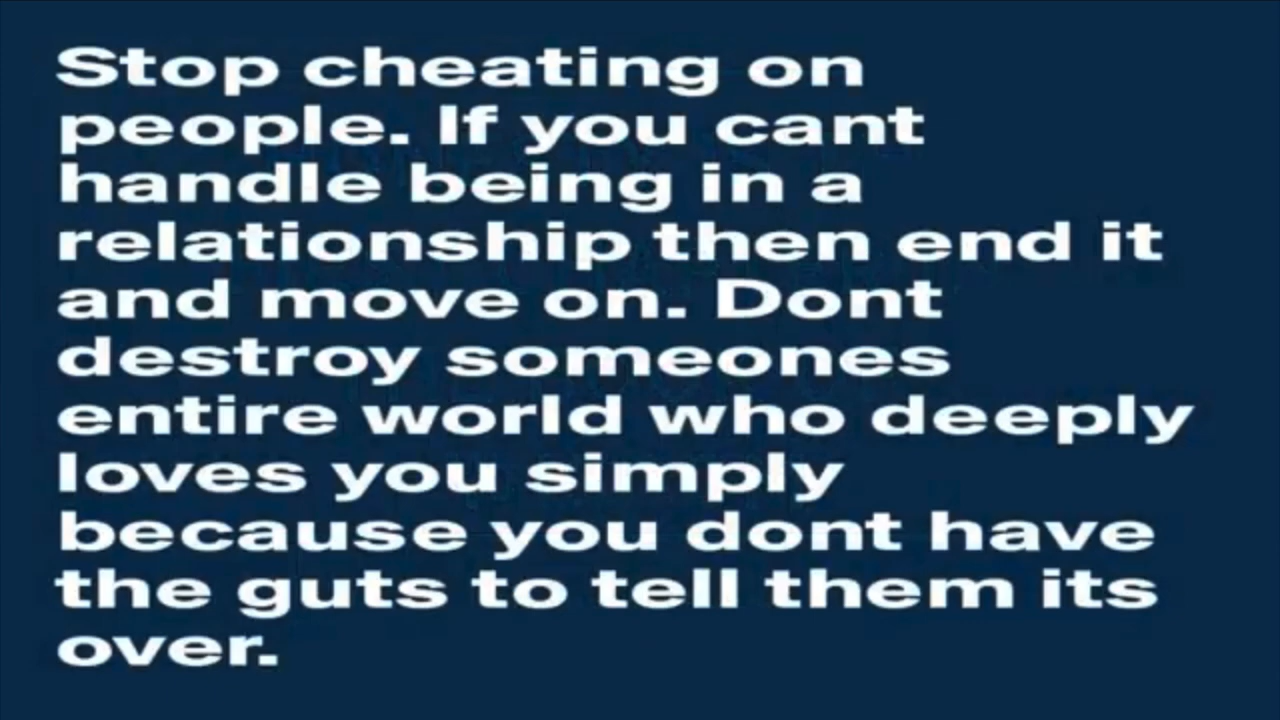 Stop cheating on
people. If you cant
handle being in a
relationship then end it
and move on. Dont
destroy someones
entire world who deeply
loves you simply
because you dont have
the guts to tell them its
over.